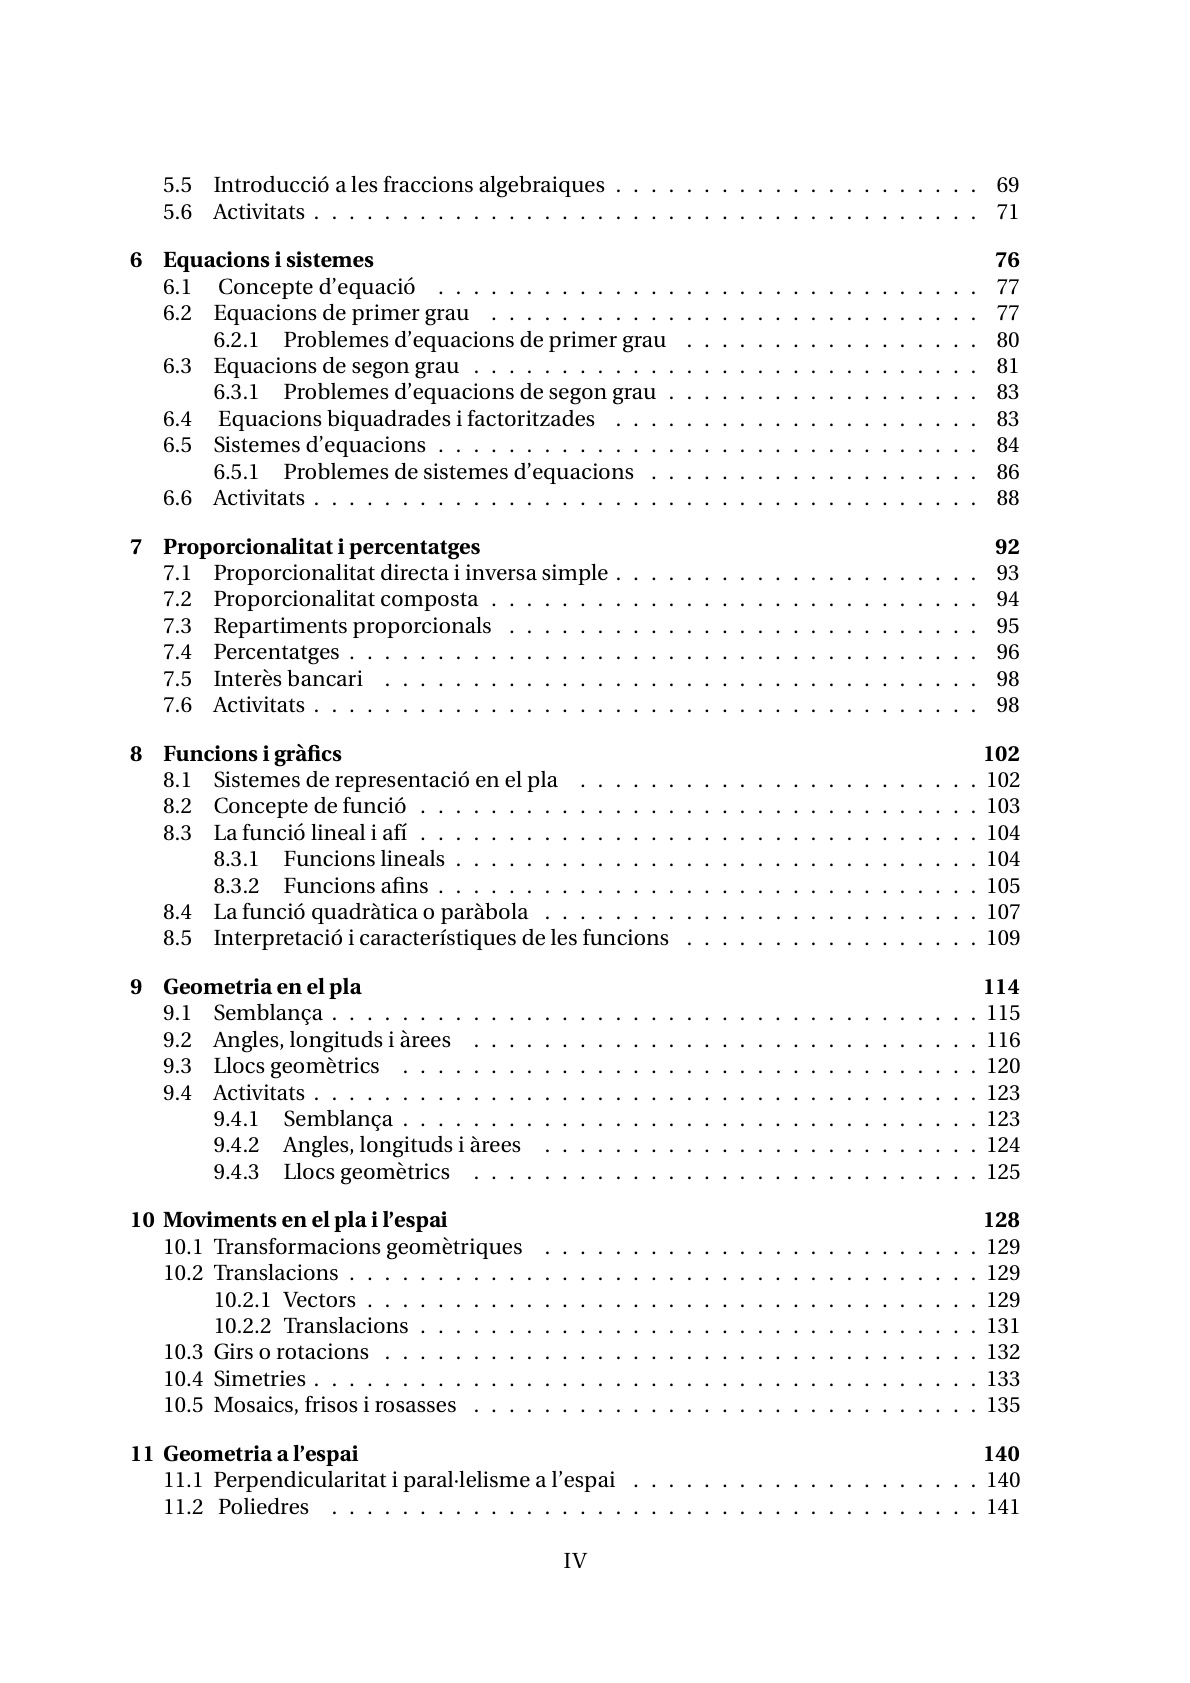 5.5 Introducció a les fraccions algebraiques . . . . . . . . . . . . . . . . . . . . . 69
5.6 Activitats . . . . . . . . . . . . . . . . . . . . . . . . . . . . . . . . . . . . . . 71
6 Equacions i sistemes 76
6.1 Concepte d’equació . . . . . . . . . . . . . . . . . . . . . . . . . . . . . . . 77
6.2 Equacions de primer grau . . . . . . . . . . . . . . . . . . . . . . . . . . . . 77
6.2.1 Problemes d’equacions de primer grau . . . . . . . . . . . . . . . . . 80
6.3 Equacions de segon grau . . . . . . . . . . . . . . . . . . . . . . . . . . . . . 81
6.3.1 Problemes d’equacions de segon grau . . . . . . . . . . . . . . . . . . 83
6.4 Equacions biquadrades i factoritzades . . . . . . . . . . . . . . . . . . . . . 83
6.5 Sistemes d’equacions . . . . . . . . . . . . . . . . . . . . . . . . . . . . . . . 84
6.5.1 Problemes de sistemes d’equacions . . . . . . . . . . . . . . . . . . . 86
6.6 Activitats . . . . . . . . . . . . . . . . . . . . . . . . . . . . . . . . . . . . . . 88
7 Proporcionalitat i percentatges 92
7.1 Proporcionalitat directa i inversa simple . . . . . . . . . . . . . . . . . . . . . 93
7.2 Proporcionalitat composta . . . . . . . . . . . . . . . . . . . . . . . . . . . . 94
7.3 Repartiments proporcionals . . . . . . . . . . . . . . . . . . . . . . . . . . . 95
7.4 Percentatges . . . . . . . . . . . . . . . . . . . . . . . . . . . . . . . . . . . . 96
7.5 Interès bancari . . . . . . . . . . . . . . . . . . . . . . . . . . . . . . . . . . 98
7.6 Activitats . . . . . . . . . . . . . . . . . . . . . . . . . . . . . . . . . . . . . . 98
8 Funcions i gràfics 102
8.1 Sistemes de representació en el pla . . . . . . . . . . . . . . . . . . . . . . . 102
8.2 Concepte de funció . . . . . . . . . . . . . . . . . . . . . . . . . . . . . . . . 103
8.3 La funció lineal i afí . . . . . . . . . . . . . . . . . . . . . . . . . . . . . . . . 104
8.3.1 Funcions lineals . . . . . . . . . . . . . . . . . . . . . . . . . . . . . . 104
8.3.2 Funcions afins . . . . . . . . . . . . . . . . . . . . . . . . . . . . . . . 105
8.4 La funció quadràtica o paràbola . . . . . . . . . . . . . . . . . . . . . . . . . 107
8.5 Interpretació i característiques de les funcions . . . . . . . . . . . . . . . . . 109
9 Geometria en el pla 114
9.1 Semblança . . . . . . . . . . . . . . . . . . . . . . . . . . . . . . . . . . . . . 115
9.2 Angles, longituds i àrees . . . . . . . . . . . . . . . . . . . . . . . . . . . . . 116
9.3 Llocs geomètrics . . . . . . . . . . . . . . . . . . . . . . . . . . . . . . . . . 120
9.4 Activitats . . . . . . . . . . . . . . . . . . . . . . . . . . . . . . . . . . . . . . 123
9.4.1 Semblança . . . . . . . . . . . . . . . . . . . . . . . . . . . . . . . . . 123
9.4.2 Angles, longituds i àrees . . . . . . . . . . . . . . . . . . . . . . . . . 124
9.4.3 Llocs geomètrics . . . . . . . . . . . . . . . . . . . . . . . . . . . . . 125
10 Moviments en el pla i l’espai 128
10.1 Transformacions geomètriques . . . . . . . . . . . . . . . . . . . . . . . . . 129
10.2 Translacions . . . . . . . . . . . . . . . . . . . . . . . . . . . . . . . . . . . . 129
10.2.1 Vectors . . . . . . . . . . . . . . . . . . . . . . . . . . . . . . . . . . . 129
10.2.2 Translacions . . . . . . . . . . . . . . . . . . . . . . . . . . . . . . . . 131
10.3 Girs o rotacions . . . . . . . . . . . . . . . . . . . . . . . . . . . . . . . . . . 132
10.4 Simetries . . . . . . . . . . . . . . . . . . . . . . . . . . . . . . . . . . . . . . 133
10.5 Mosaics, frisos i rosasses . . . . . . . . . . . . . . . . . . . . . . . . . . . . . 135
11 Geometria a l’espai 140
11.1 Perpendicularitat i paral·lelisme a l’espai . . . . . . . . . . . . . . . . . . . . 140
11.2 Poliedres . . . . . . . . . . . . . . . . . . . . . . . . . . . . . . . . . . . . . 141
IV